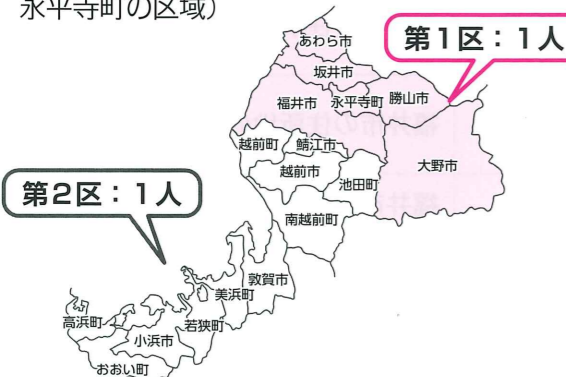 永平寺町の区域)
第1区：1人
あわら市
坂井市
福井市
永平寺町
勝山市
大野市
越前町
鯖江市
越前市
池田町
南越前町
第2区：1人
敦賀市
美浜町
若狭町
高浜町
小浜市
おおい町